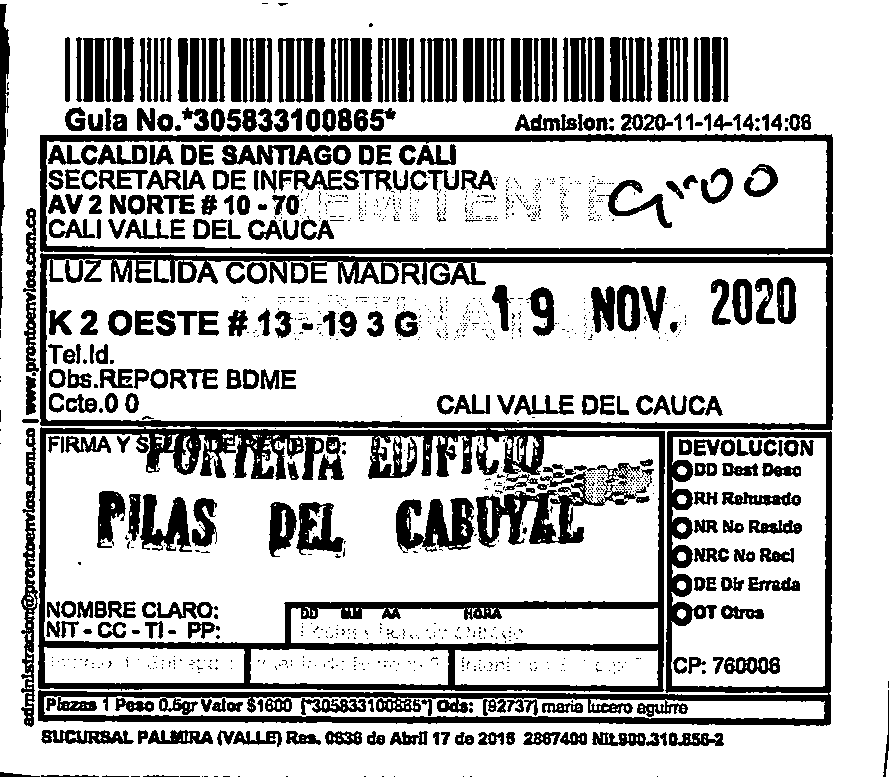 Guia No.*305833100865*
Admision: 2020-11-14-14:14:08
ALCALDIA DE SANTIAGO DE CALI
SECRETARIA DE INFRAESTRUCTURA
REMITENTE
AV 2 NORTE # 10 - 70
CALI VALLE DEL CAUCA
LUZ MELIDA CONDE MADRIGAL
19 NOV. 2020
K 2 OESTE # 13 - 19 3 G
Tel.Id.
Obs.REPORTE BDME
Ccte.0 0
CALI VALLE DEL CAUCA
administracion@prontoenvios.com.co | www.prontoenvios.com.co
FIRMA Y SELLO DE RECIBIDO:
PORTERIA EDIFICIO
PILAS DEL CABUYAL
DEVOLUCION
DD Dest Desc
RH Rehusado
NR No Reside
NRC No Recl
DE Dir Errada
OT Otros
NOMBRE CLARO:
NIT - CC - TI - PP:
DD MM AA HORA
CP: 760006
Piezas 1 Peso 0.5gr Valor $1600 [*305833100865*] Ods: [92737] maria lucero aguirre
SUCURSAL PALMIRA (VALLE) Res. 0636 de Abril 17 de 2016 2867400 Nit.900.310.856-2